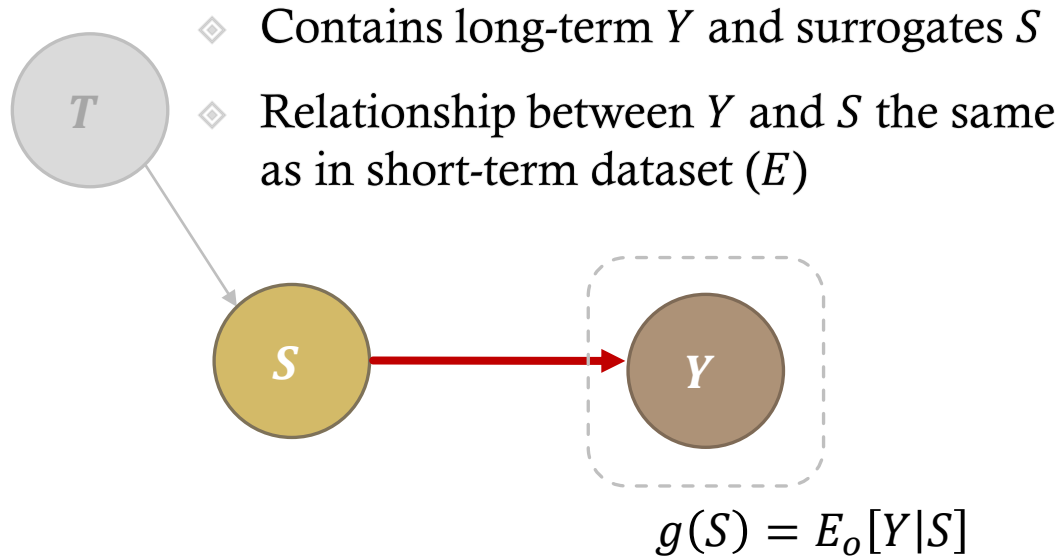 Contains long-term Y and surrogates S
T
Relationship between Y and S the same
as in short-term dataset (E)
S
Y
g(S) = E_o[Y|S]